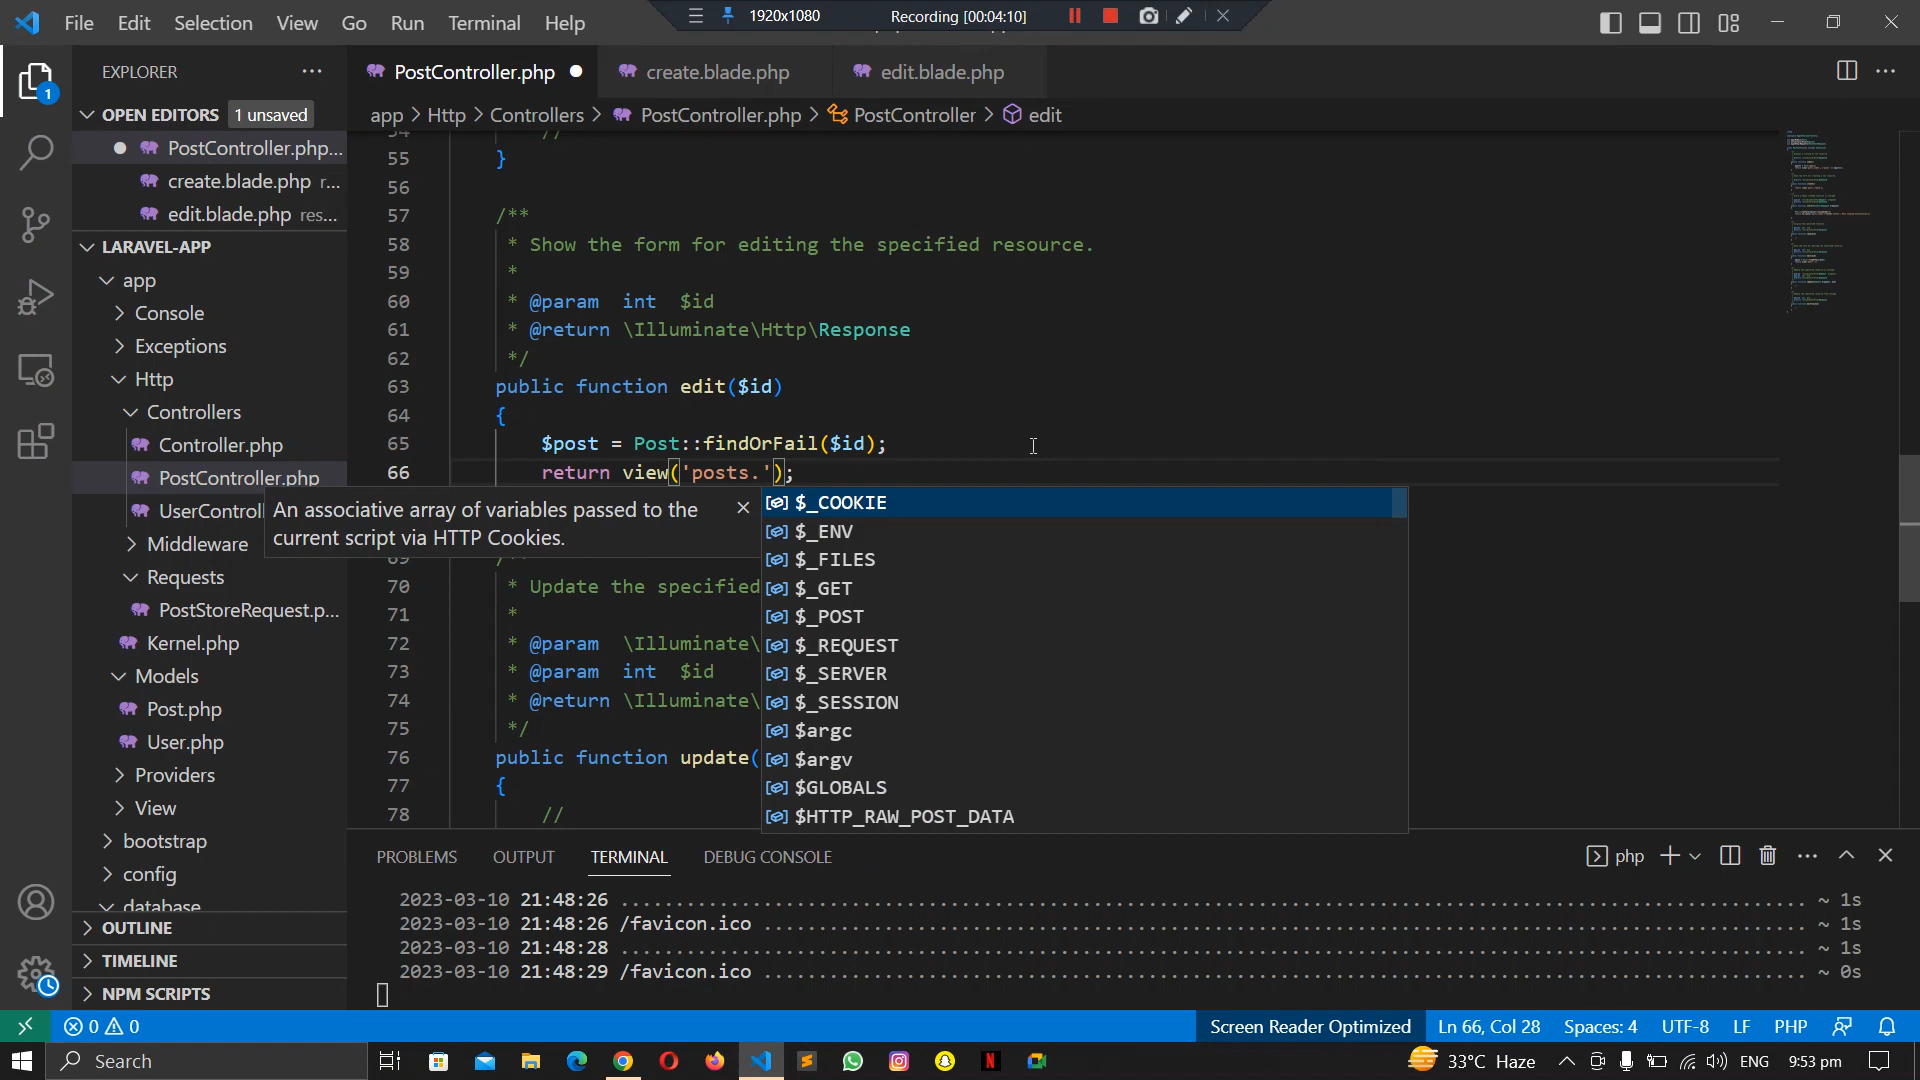 File Edit Selection View Go Run Terminal Help
1920x1080 Recording [00:04:10]
EXPLORER
PostController.php create.blade.php edit.blade.php
OPEN EDITORS 1 unsaved
app > Http > Controllers > PostController.php > PostController > edit
PostController.php...
create.blade.php r...
edit.blade.php res...
LARAVEL-APP
app
Console
Exceptions
Http
Controllers
Controller.php
PostController.php
UserControll
Middleware
Requests
PostStoreRequest.p...
Kernel.php
Models
Post.php
User.php
Providers
View
bootstrap
config
database
OUTLINE
TIMELINE
NPM SCRIPTS
54 //
55 }
56
57 /**
58 * Show the form for editing the specified resource.
59 *
60 * @param int $id
61 * @return \Illuminate\Http\Response
62 */
63 public function edit($id)
64 {
65 $post = Post::findOrFail($id);
66 return view('posts.');
An associative array of variables passed to the
current script via HTTP Cookies.
$_COOKIE
$_ENV
$_FILES
$_GET
$_POST
$_REQUEST
$_SERVER
$_SESSION
$argc
$argv
$GLOBALS
$HTTP_RAW_POST_DATA
69 /**
70 * Update the specified
71 *
72 * @param \Illuminate\
73 * @param int $id
74 * @return \Illuminate\
75 */
76 public function update(
77 {
78 //
PROBLEMS OUTPUT TERMINAL DEBUG CONSOLE php
2023-03-10 21:48:26 ........ ~ 1s
2023-03-10 21:48:26 /favicon.ico ........ ~ 1s
2023-03-10 21:48:28 ........ ~ 1s
2023-03-10 21:48:29 /favicon.ico ........ ~ 0s
0 0 Screen Reader Optimized Ln 66, Col 28 Spaces: 4 UTF-8 LF PHP
Search 33°C Haze ENG 9:53 pm